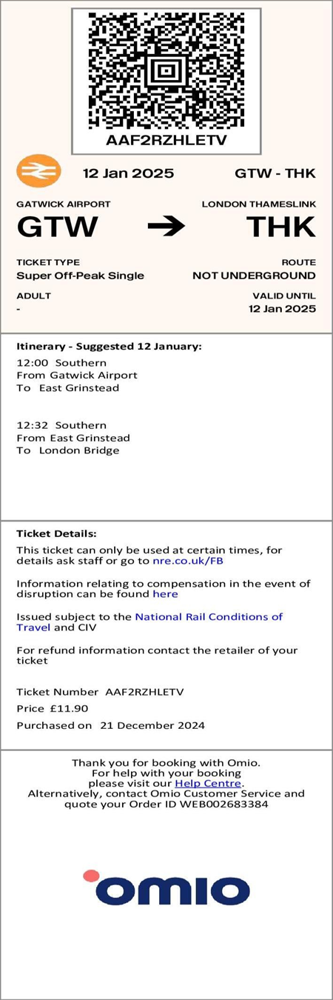 AAF2RZHLETV
12 Jan 2025 GTW - THK
GATWICK AIRPORT LONDON THAMESLINK
GTW → THK
TICKET TYPE ROUTE
Super Off-Peak Single NOT UNDERGROUND
ADULT VALID UNTIL
- 12 Jan 2025
Itinerary - Suggested 12 January:
12:00 Southern
From Gatwick Airport
To East Grinstead
12:32 Southern
From East Grinstead
To London Bridge
Ticket Details:
This ticket can only be used at certain times, for
details ask staff or go to nre.co.uk/FB
Information relating to compensation in the event of
disruption can be found here
Issued subject to the National Rail Conditions of
Travel and CIV
For refund information contact the retailer of your
ticket
Ticket Number AAF2RZHLETV
Price £11.90
Purchased on 21 December 2024
Thank you for booking with Omio.
For help with your booking
please visit our Help Centre.
Alternatively, contact Omio Customer Service and
quote your Order ID WEB002683384
omio